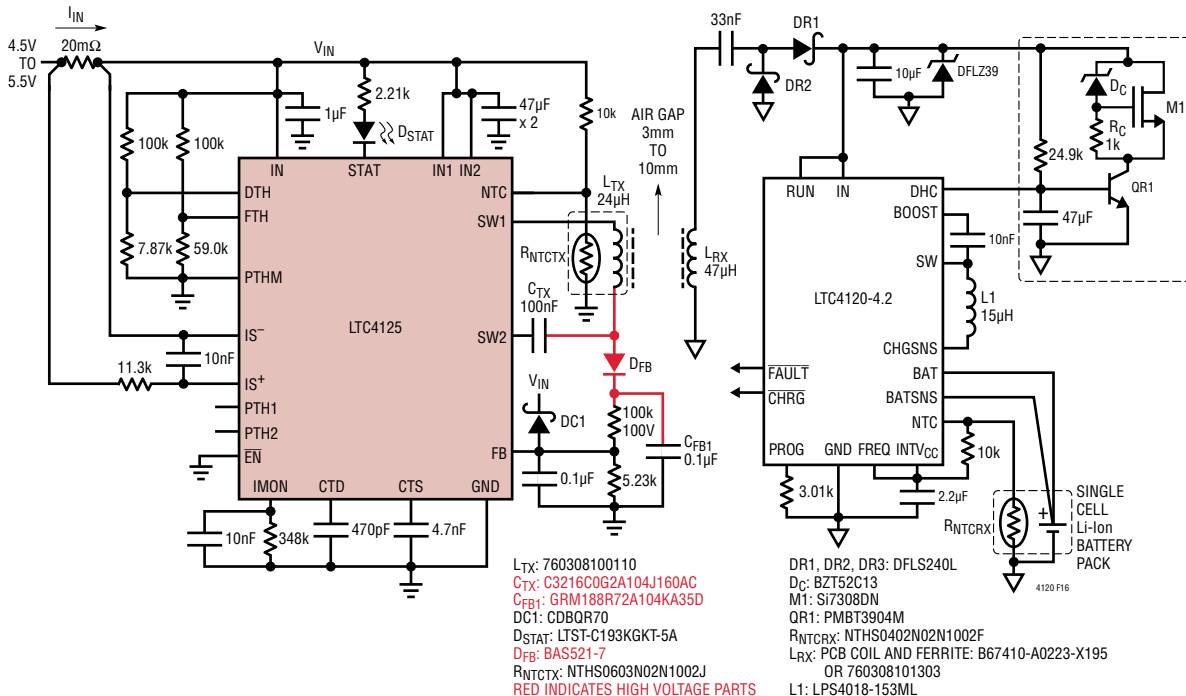 I_IN
4.5V
TO
5.5V
20mΩ
V_IN
2.21k
1µF
D_STAT
47µF
x 2
10k
100k
100k
IN
STAT
IN1
IN2
DTH
FTH
NTC
SW1
7.87k
59.0k
PTHM
R_NTCTX
L_TX
24µH
AIR GAP
3mm
TO
10mm
LTC4125
C_TX
100nF
SW2
IS⁻
10nF
11.3k
IS⁺
PTH1
PTH2
E̅N̅
D_FB
V_IN
DC1
100k
100V
C_FB1
0.1µF
FB
0.1µF
5.23k
IMON
CTD
CTS
GND
10nF
348k
470pF
4.7nF
33nF
DR1
DR2
10µF
DFLZ39
D_C
M1
R_C
1k
24.9k
QR1
47µF
RUN
IN
DHC
BOOST
10nF
SW
L_RX
47µH
LTC4120-4.2
L1
15µH
CHGSNS
F̅A̅U̅L̅T̅
BAT
C̅H̅R̅G̅
BATSNS
NTC
PROG
GND
FREQ
INTV_CC
10k
3.01k
2.2µF
R_NTCRX
+
SINGLE
CELL
Li-Ion
BATTERY
PACK
4120 F16
L_TX: 760308100110
C_TX: C3216C0G2A104J160AC
C_FB1: GRM188R72A104KA35D
DC1: CDBQR70
D_STAT: LTST-C193KGKT-5A
D_FB: BAS521-7
R_NTCTX: NTHS0603N02N1002J
RED INDICATES HIGH VOLTAGE PARTS
DR1, DR2, DR3: DFLS240L
D_C: BZT52C13
M1: Si7308DN
QR1: PMBT3904M
R_NTCRX: NTHS0402N02N1002F
L_RX: PCB COIL AND FERRITE: B67410-A0223-X195
OR 760308101303
L1: LPS4018-153ML